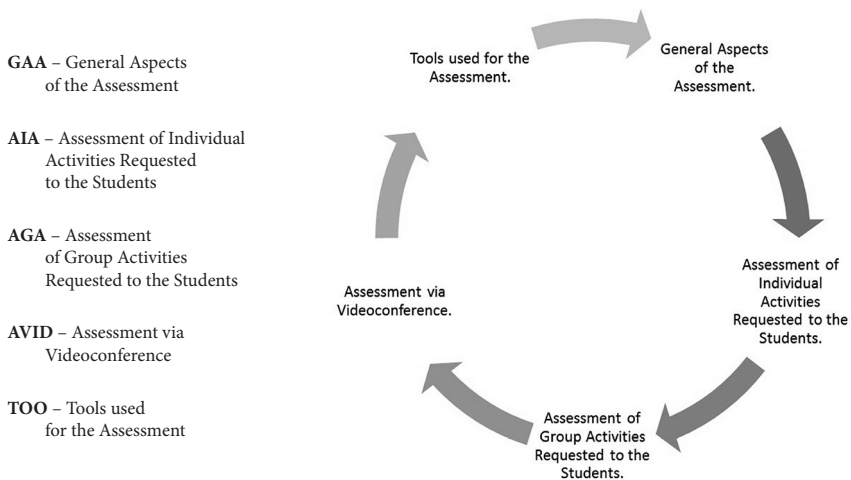 GAA – General Aspects
of the Assessment
AIA – Assessment of Individual
Activities Requested
to the Students
AGA – Assessment
of Group Activities
Requested to the Students
AVID – Assessment via
Videoconference
TOO – Tools used
for the Assessment
Tools used for the
Assessment.
General Aspects
of the
Assessment.
Assessment of
Individual
Activities
Requested to the
Students.
Assessment of
Group Activities
Requested to the
Students.
Assessment via
Videoconference.